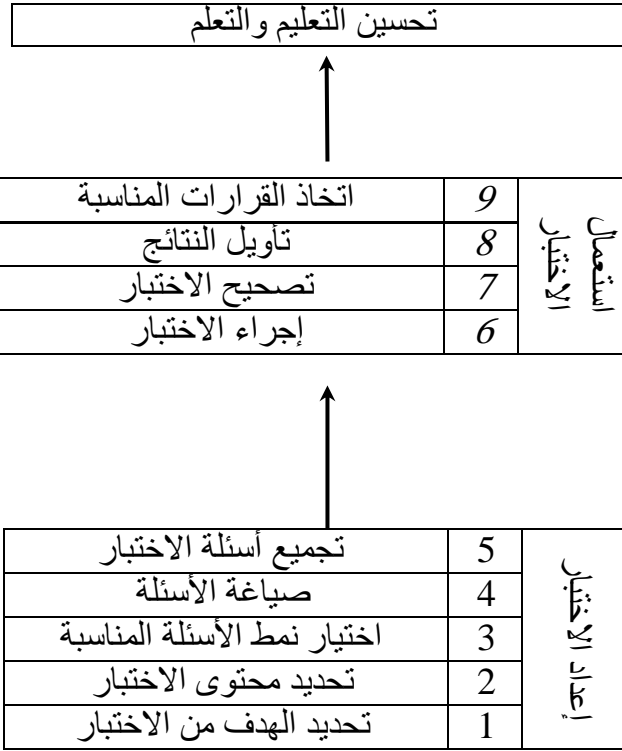 تحسين التعليم والتعلم
استعمال
الاختبار
9 اتخاذ القرارات المناسبة
8 تأويل النتائج
7 تصحيح الاختبار
6 إجراء الاختبار
إعداد الاختبار
5 تجميع أسئلة الاختبار
4 صياغة الأسئلة
3 اختيار نمط الأسئلة المناسبة
2 تحديد محتوى الاختبار
1 تحديد الهدف من الاختبار